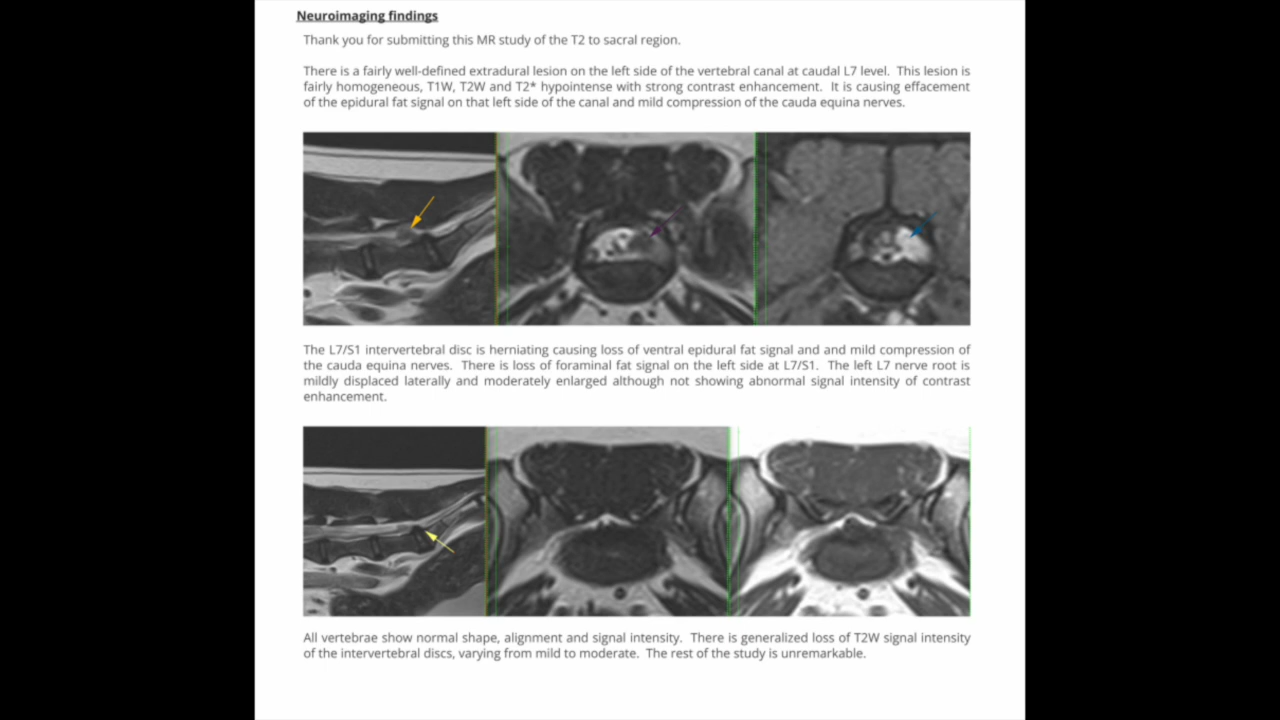 Neuroimaging findings
Thank you for submitting this MR study of the T2 to sacral region.
There is a fairly well-defined extradural lesion on the left side of the vertebral canal at caudal L7 level. This lesion is
fairly homogeneous, T1W, T2W and T2* hypointense with strong contrast enhancement. It is causing effacement
of the epidural fat signal on that left side of the canal and mild compression of the cauda equina nerves.
The L7/S1 intervertebral disc is herniating causing loss of ventral epidural fat signal and and mild compression of
the cauda equina nerves. There is loss of foraminal fat signal on the left side at L7/S1. The left L7 nerve root is
mildly displaced laterally and moderately enlarged although not showing abnormal signal intensity of contrast
enhancement.
All vertebrae show normal shape, alignment and signal intensity. There is generalized loss of T2W signal intensity
of the intervertebral discs, varying from mild to moderate. The rest of the study is unremarkable.